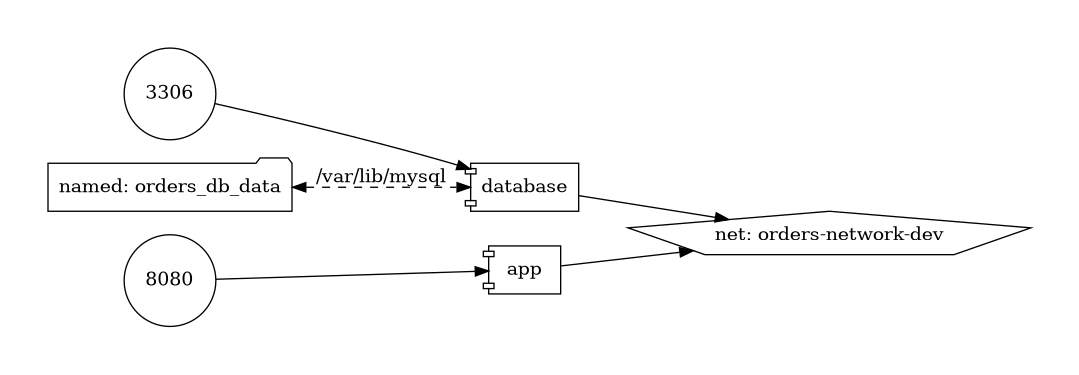 3306
/var/lib/mysql
named: orders_db_data
database
net: orders-network-dev
8080
app